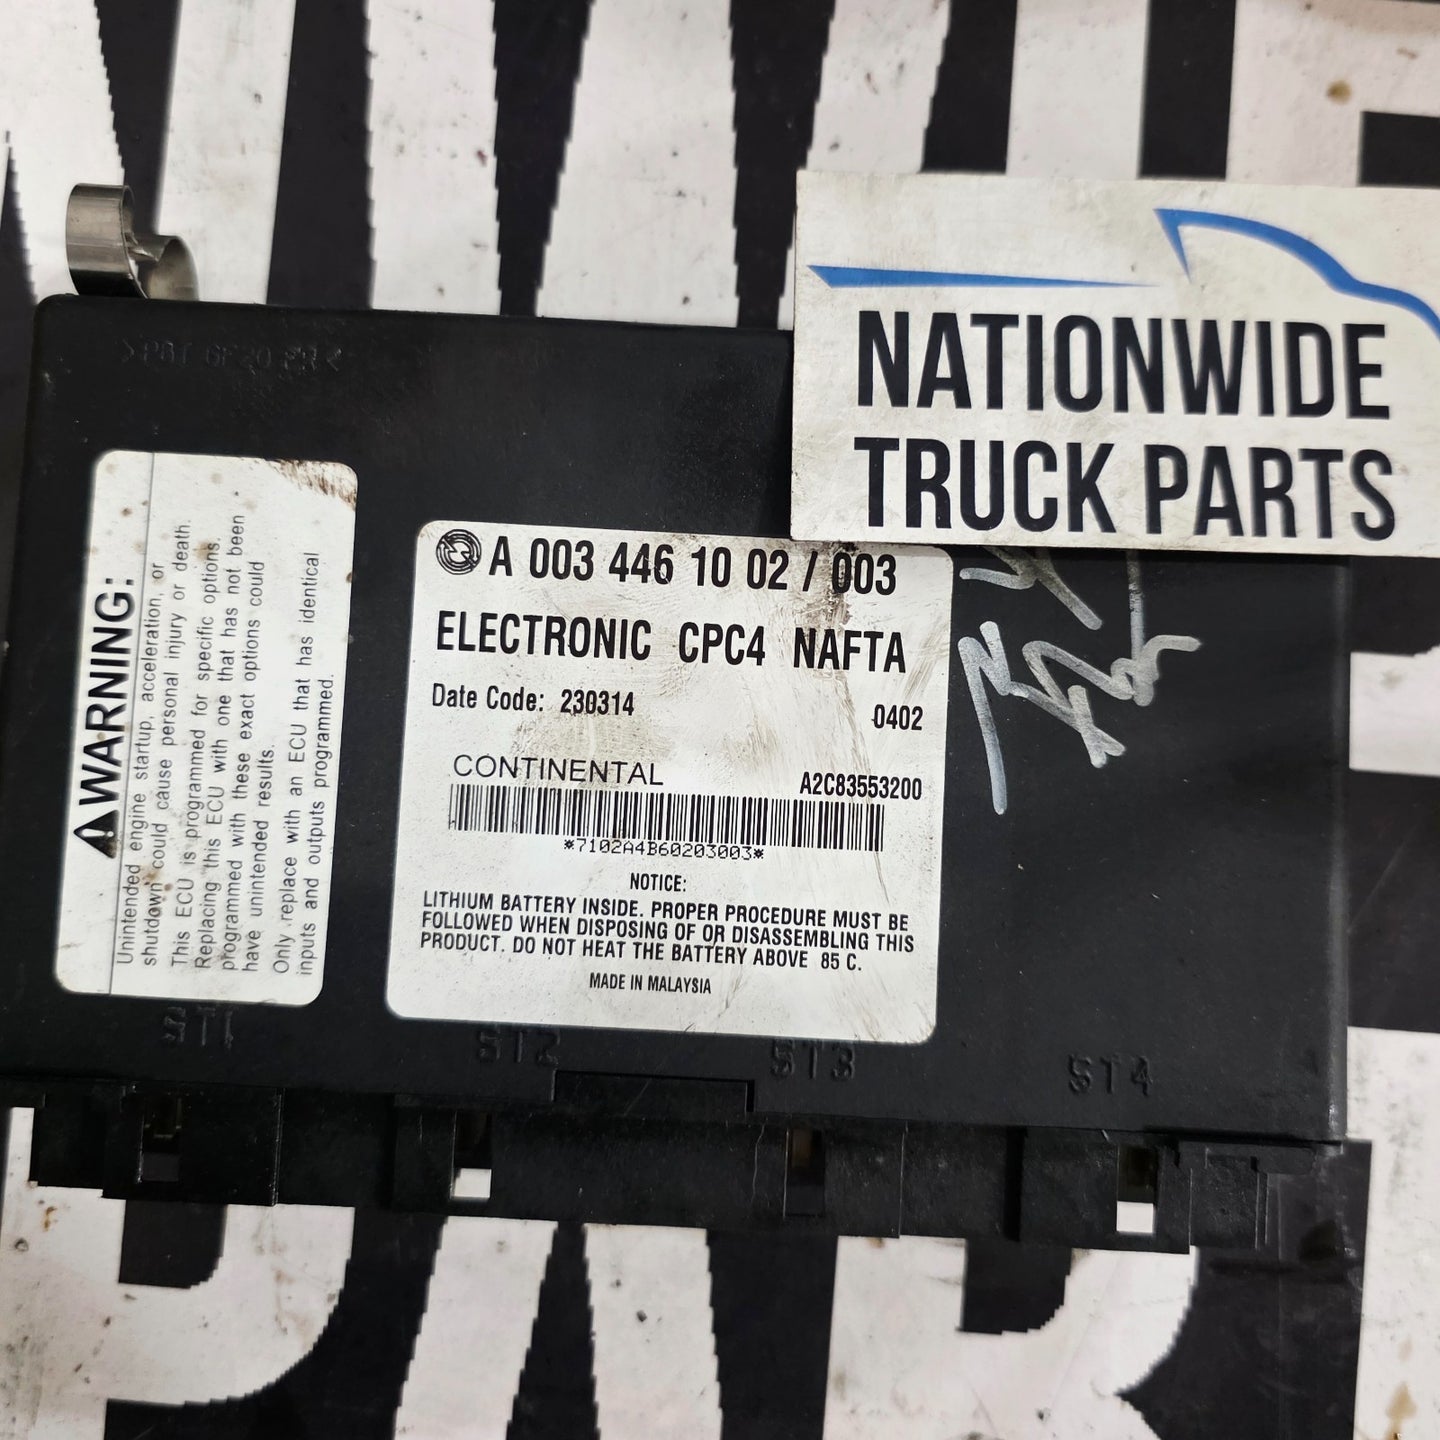 NATIONWIDE
TRUCK PARTS
WARNING:
Unintended engine startup, acceleration, or
shutdown could cause personal injury or death.
This ECU is programmed for specific options.
Replacing this ECU with one that has not been
programmed with these exact options could
have unintended results.
Only replace with an ECU that has identical
inputs and outputs programmed.
A 003 446 10 02 / 003
ELECTRONIC CPC4 NAFTA
Date Code: 230314 0402
CONTINENTAL A2C83553200
*7102A4B60203003*
NOTICE:
LITHIUM BATTERY INSIDE. PROPER PROCEDURE MUST BE
FOLLOWED WHEN DISPOSING OF OR DISASSEMBLING THIS
PRODUCT. DO NOT HEAT THE BATTERY ABOVE 85 C.
MADE IN MALAYSIA
ST1 ST2 ST3 ST4